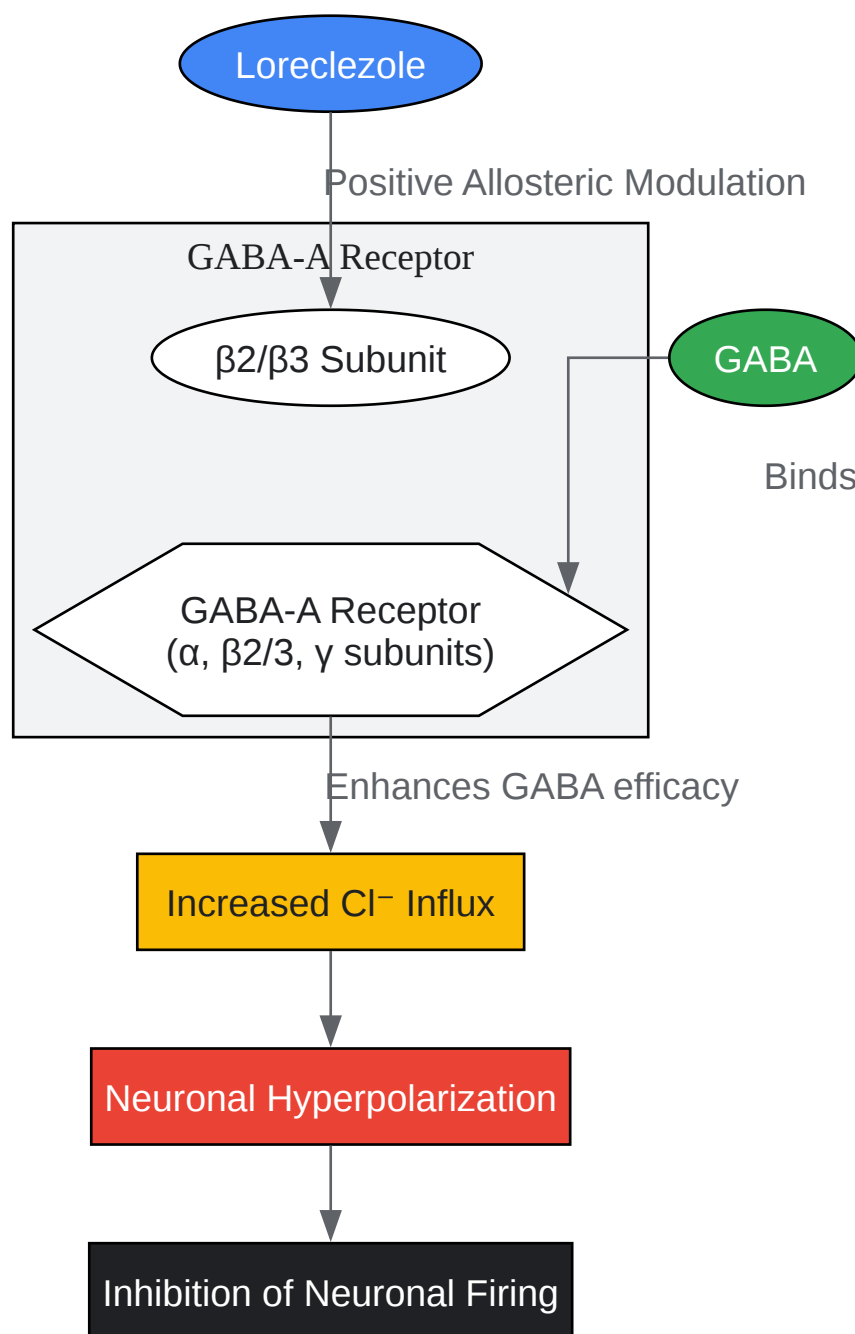 Loreclezole
Positive Allosteric Modulation
GABA-A Receptor
β2/β3 Subunit
GABA
Binds
GABA-A Receptor
(α, β2/3, γ subunits)
Enhances GABA efficacy
Increased Cl⁻ Influx
Neuronal Hyperpolarization
Inhibition of Neuronal Firing